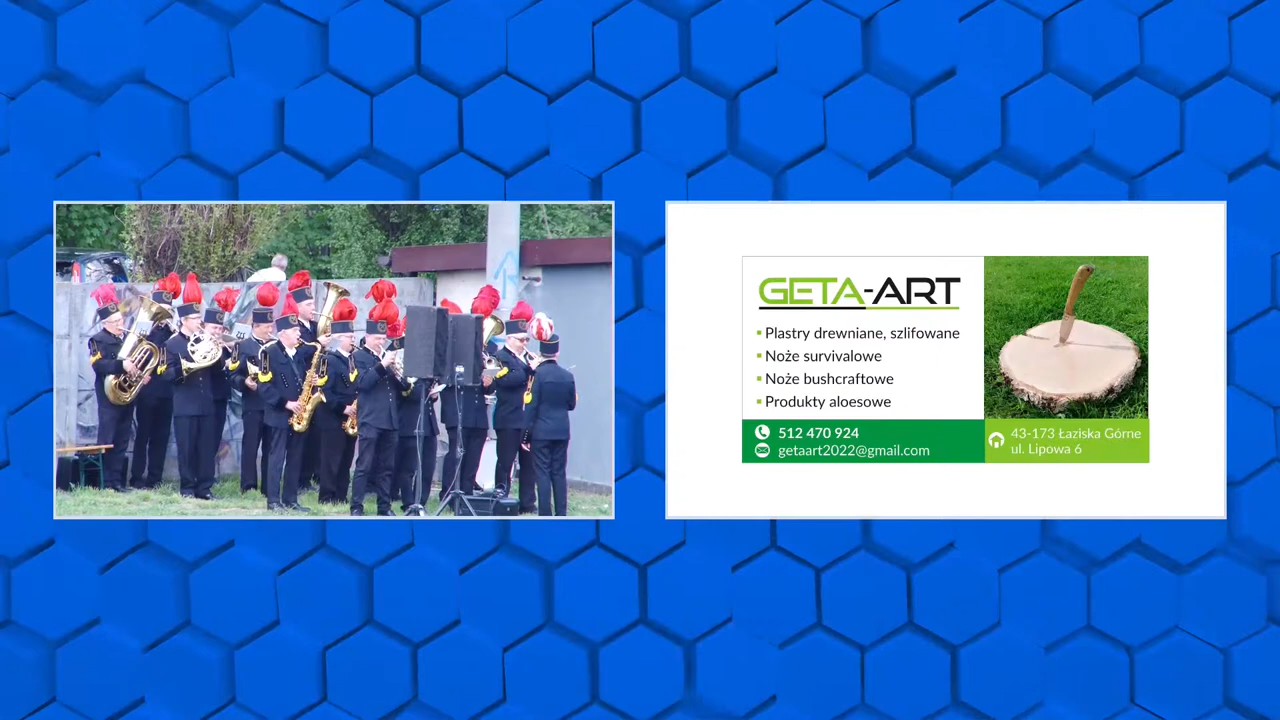 GETA-ART
Plastry drewniane, szlifowane
Noże survivalowe
Noże bushcraftowe
Produkty aloesowe
512 470 924
getaart2022@gmail.com
43-173 Łaziska Górne
ul. Lipowa 6